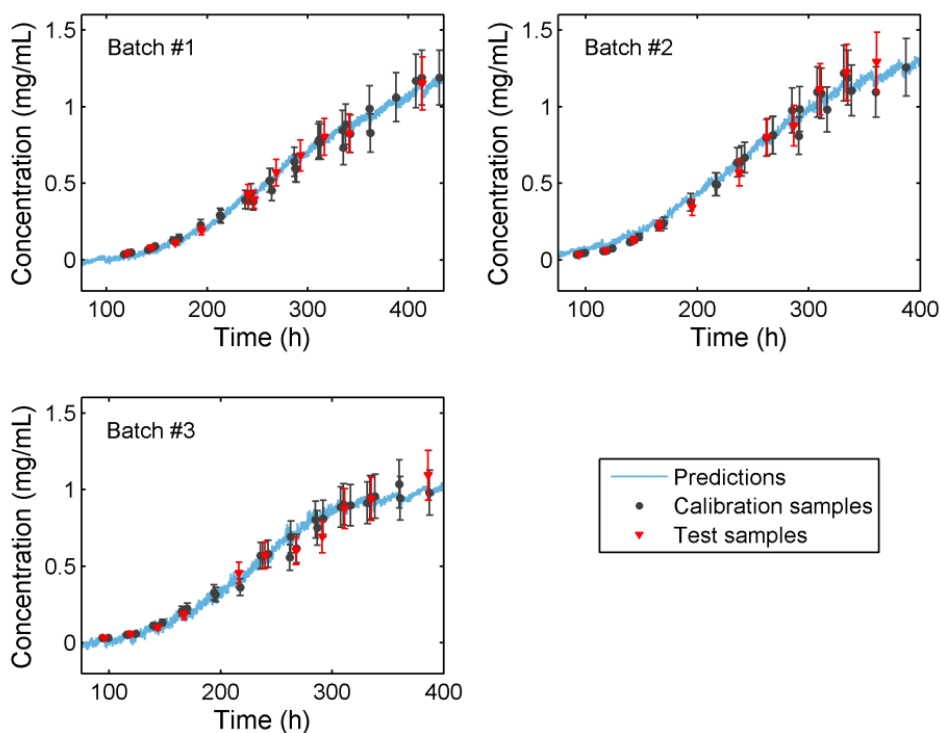 Batch #1
Concentration (mg/mL)
1.5
1
0.5
0
100
200
300
400
Time (h)
Batch #2
Concentration (mg/mL)
1.5
1
0.5
0
100
200
300
400
Time (h)
Batch #3
Concentration (mg/mL)
1.5
1
0.5
0
100
200
300
400
Time (h)
Predictions
Calibration samples
Test samples